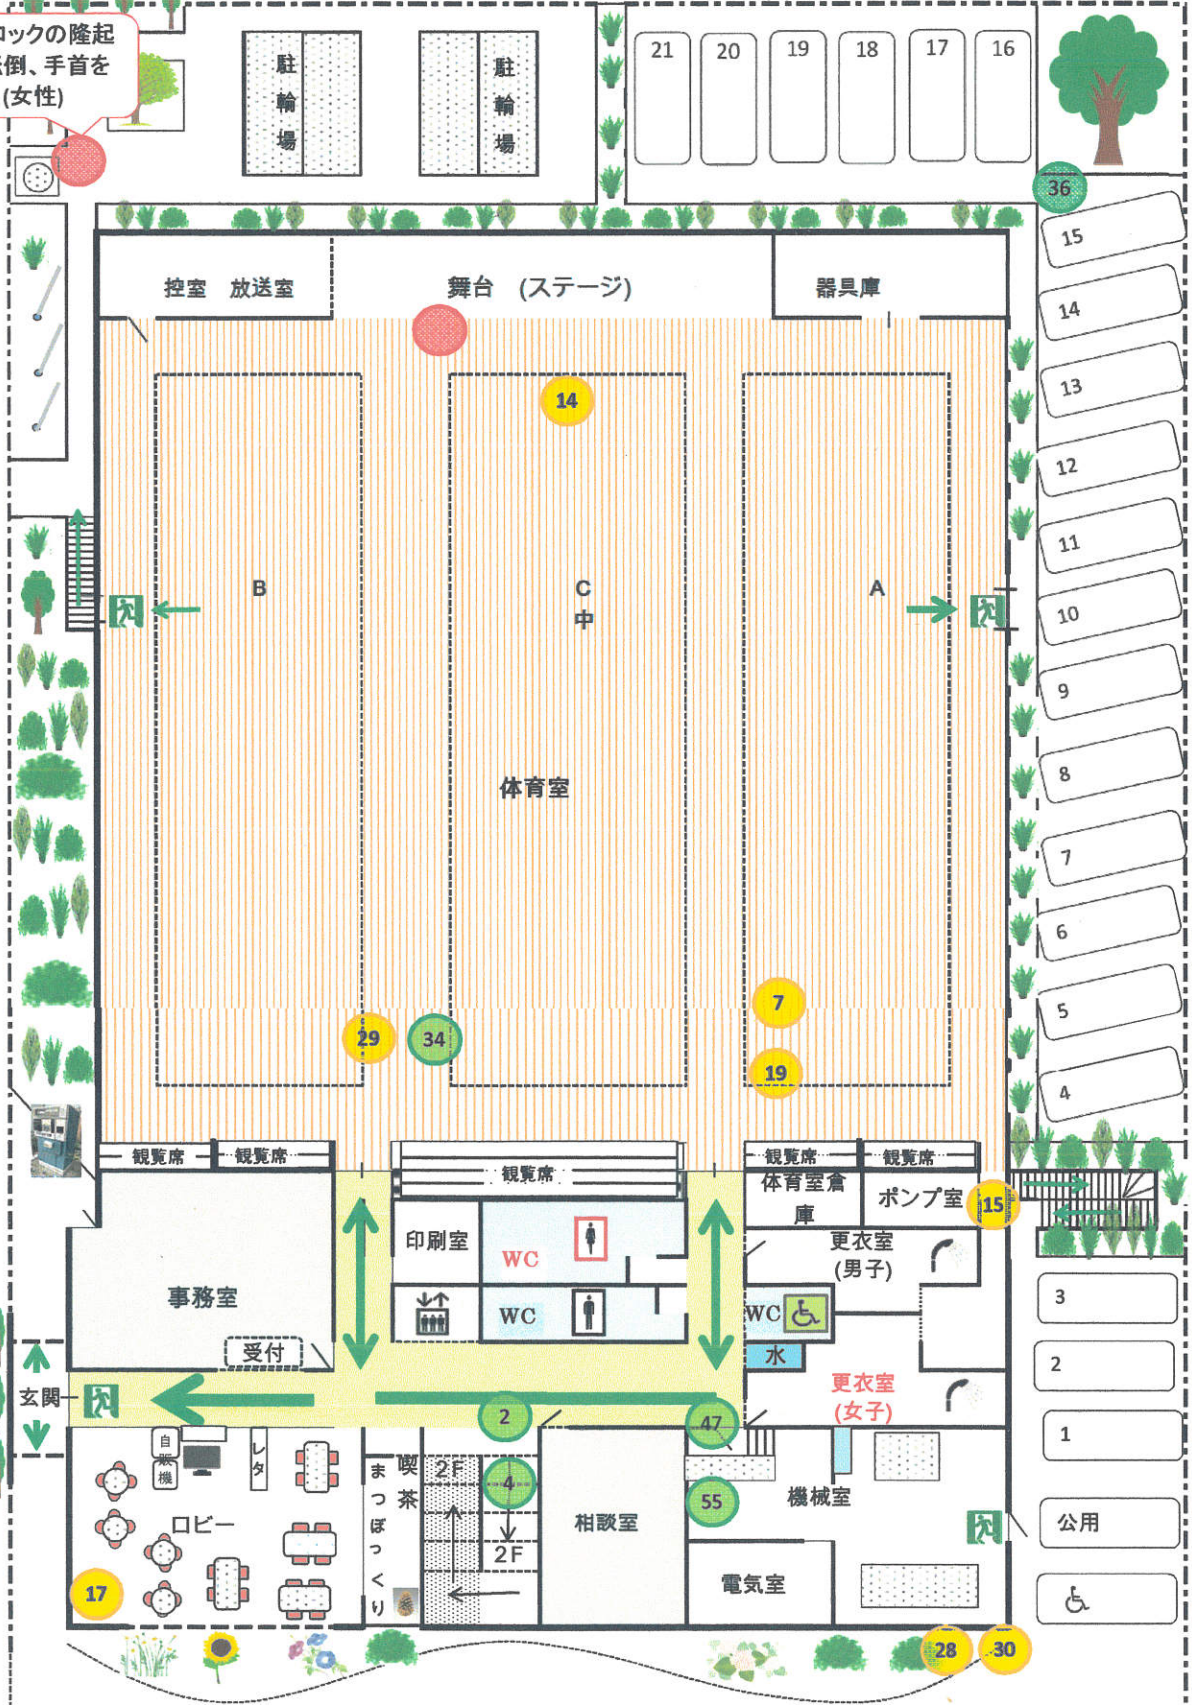 ロックの隆起
倒、手首を
(女性)
駐輪場
駐輪場
21
20
19
18
17
16
36
15
14
13
12
11
10
9
8
7
6
5
4
控室 放送室
舞台 (ステージ)
器具庫
14
B
C
中
A
体育室
7
29
34
19
観覧席
観覧席
観覧席
観覧席
観覧席
体育室倉
庫
ポンプ室
15
印刷室
WC
更衣室
(男子)
事務室
WC
WC
受付
水
玄関
更衣室
(女子)
3
2
1
公用
2
47
自販機
レタ
喫茶
まつぼっくり
2F
4
55
機械室
ロビー
相談室
2F
電気室
17
28
30